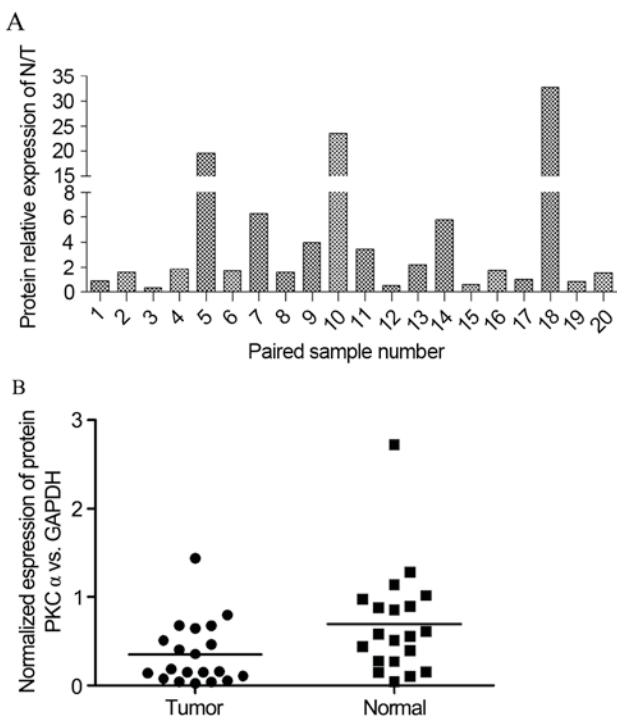 A
Protein relative expression of N/T
35
30
25
20
15
8
6
4
2
0
1 2 3 4 5 6 7 8 9 10 11 12 13 14 15 16 17 18 19 20
Paired sample number
B
Normalized espression of protein
PKC α vs. GAPDH
3
2
1
0
Tumor Normal